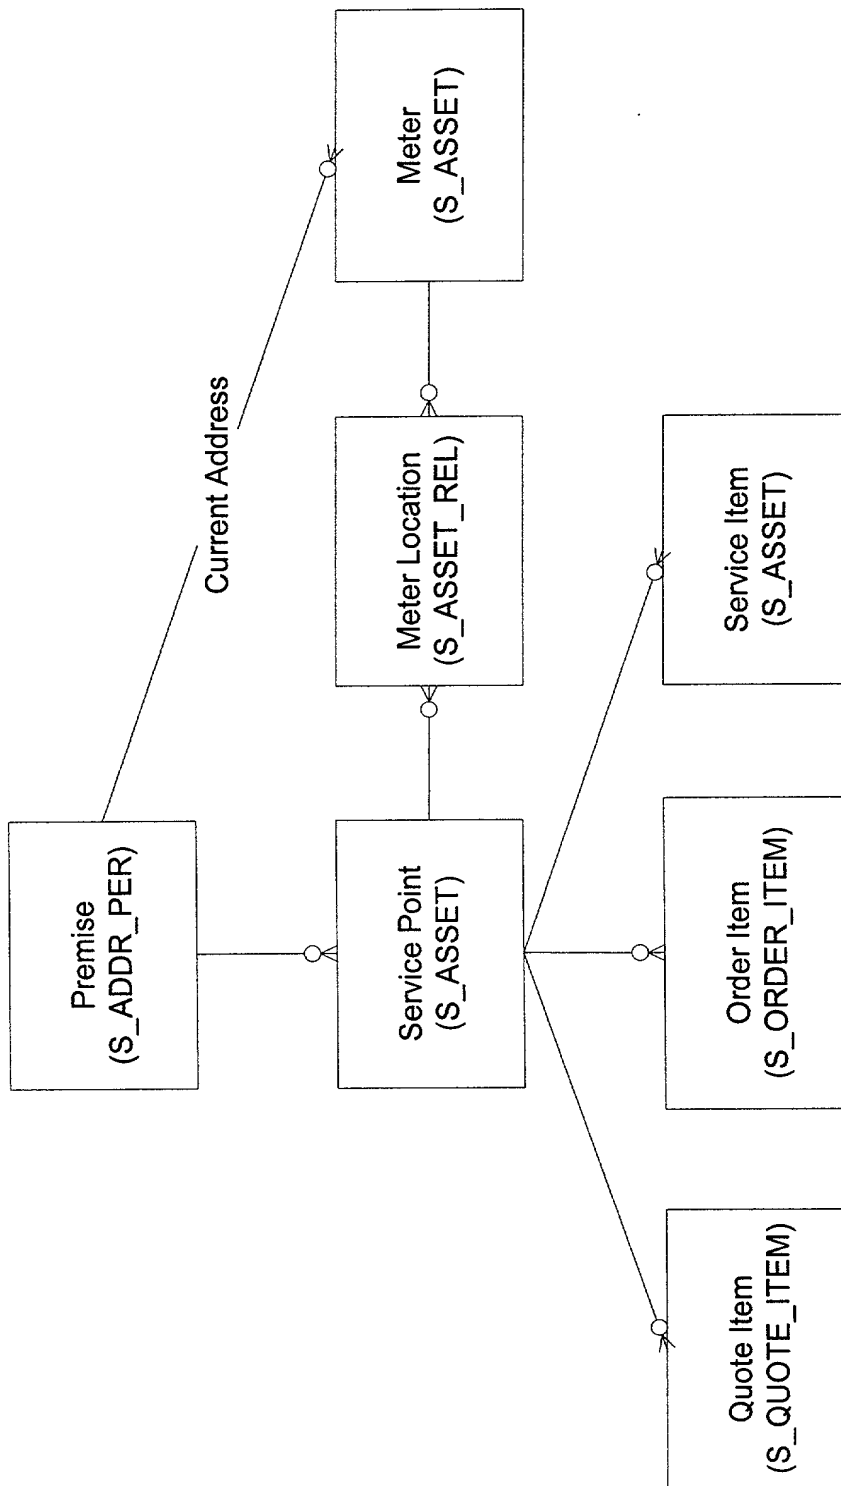 Premise
(S_ADDR_PER)
Current Address
Service Point
(S_ASSET)
Meter Location
(S_ASSET_REL)
Meter
(S_ASSET)
Quote Item
(S_QUOTE_ITEM)
Order Item
(S_ORDER_ITEM)
Service Item
(S_ASSET)